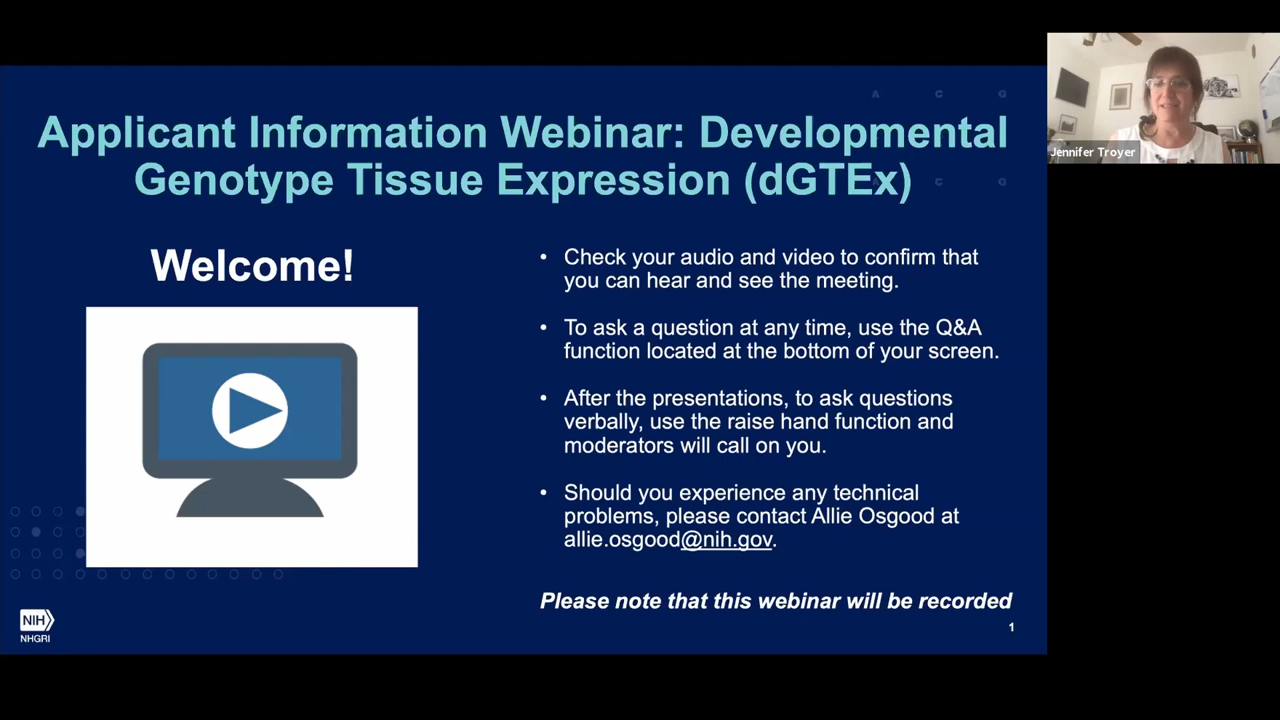 Applicant Information Webinar: Developmental
Genotype Tissue Expression (dGTEx)
Welcome!
• Check your audio and video to confirm that
you can hear and see the meeting.
• To ask a question at any time, use the Q&A
function located at the bottom of your screen.
• After the presentations, to ask questions
verbally, use the raise hand function and
moderators will call on you.
• Should you experience any technical
problems, please contact Allie Osgood at
allie.osgood@nih.gov.
Please note that this webinar will be recorded
1
NIH
NHGRI
A C G
A C G
Jennifer Troyer